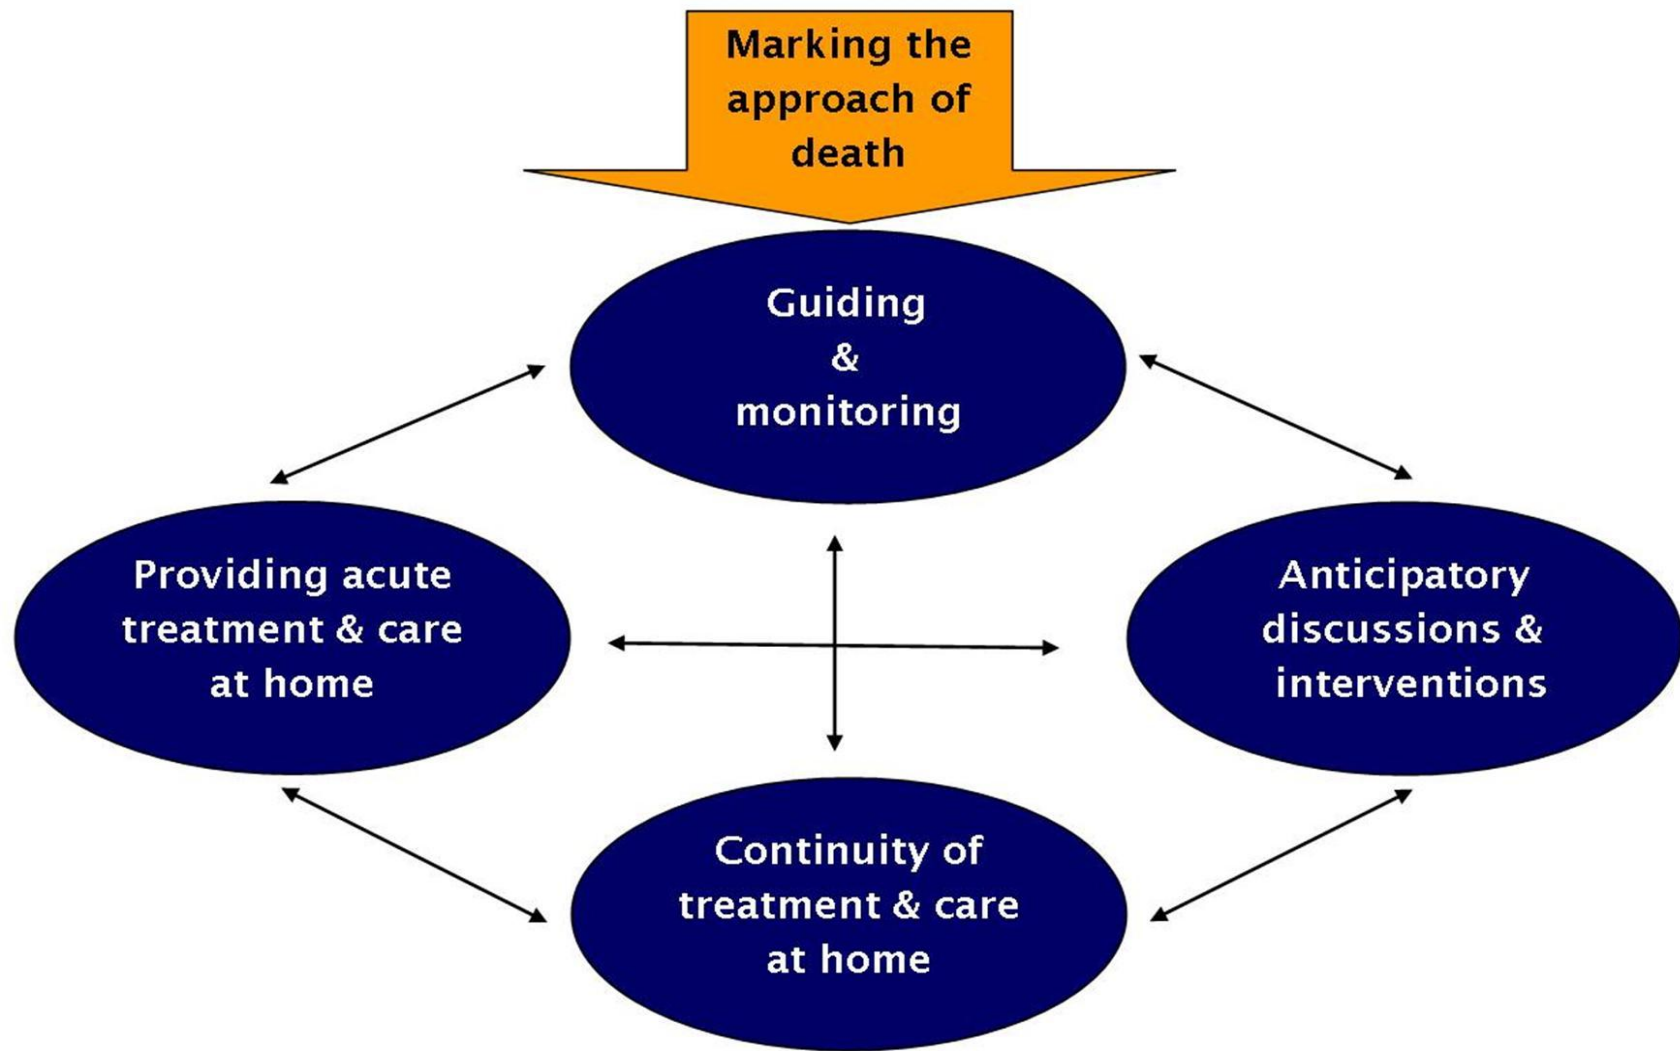 Marking the
approach of
death
Guiding
&
monitoring
Providing acute
treatment & care
at home
Anticipatory
discussions &
interventions
Continuity of
treatment & care
at home